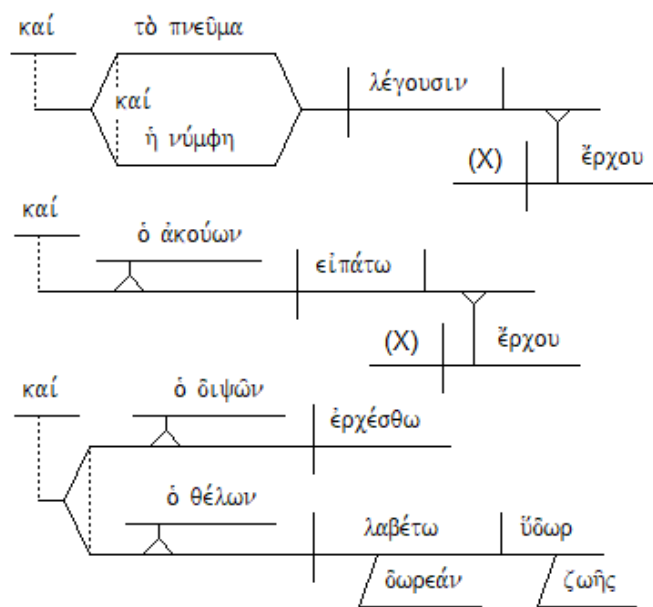 καί τὸ πνεῦμα
καί λέγουσιν
ἡ νύμφη
(X) ἔρχου
καί ὁ ἀκούων
εἰπάτω
(X) ἔρχου
καί ὁ διψῶν
ἐρχέσθω
ὁ θέλων
λαβέτω ὕδωρ
δωρεάν ζωῆς